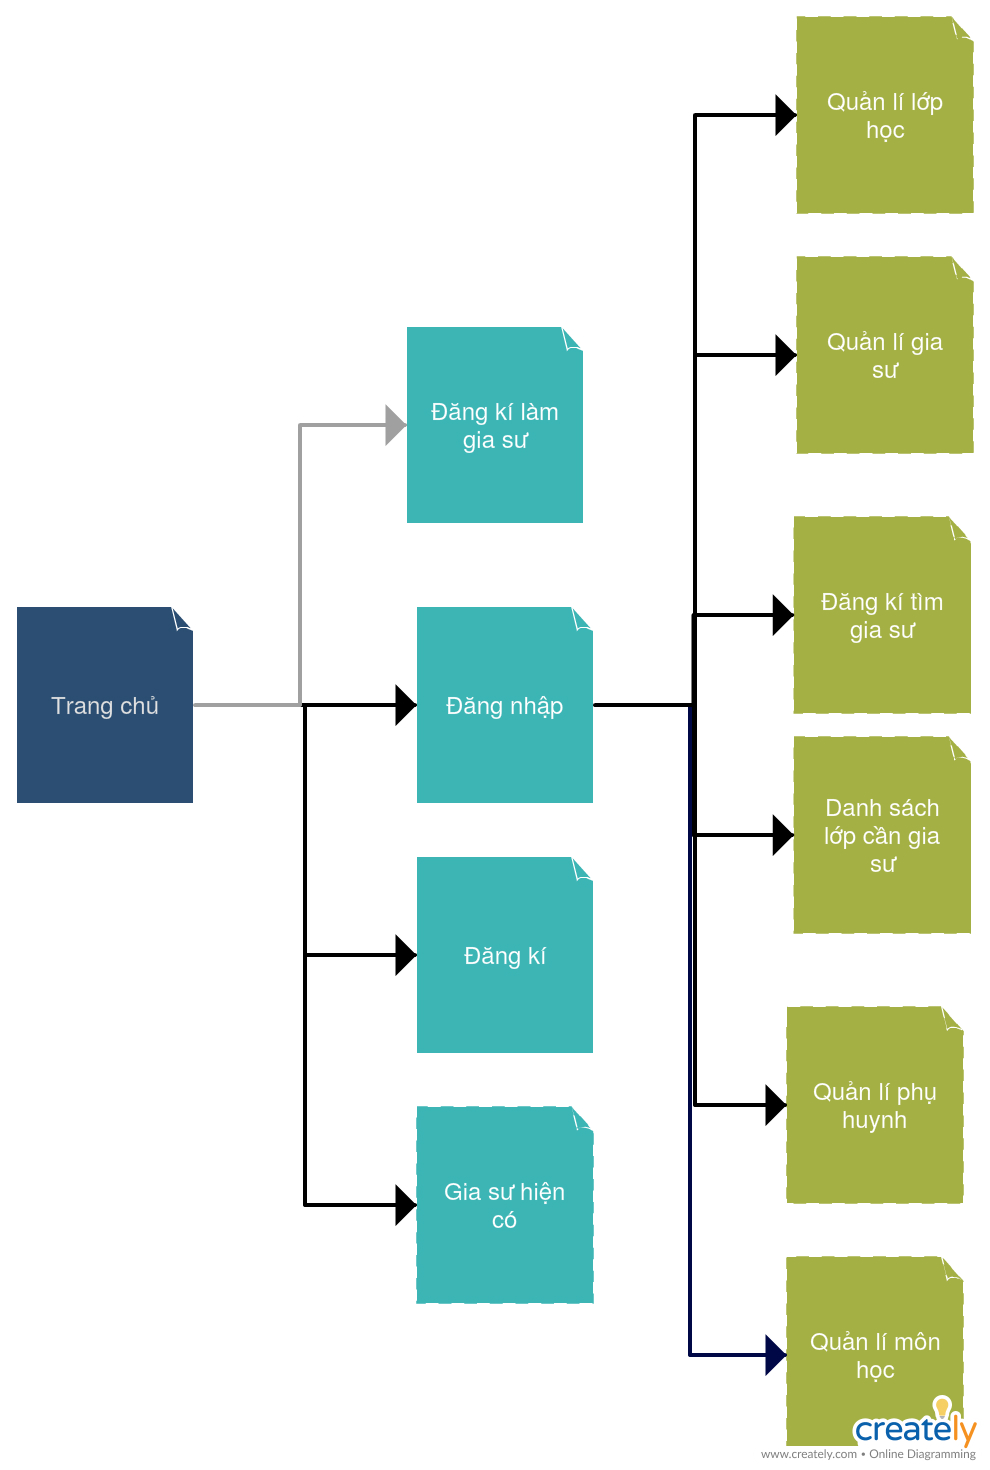 Trang chủ
Đăng kí làm
gia sư
Đăng nhập
Đăng kí
Gia sư hiện
có
Quản lí lớp
học
Quản lí gia
sư
Đăng kí tìm
gia sư
Danh sách
lớp cần gia
sư
Quản lí phụ
huynh
Quản lí môn
học
creately
www.creately.com • Online Diagramming